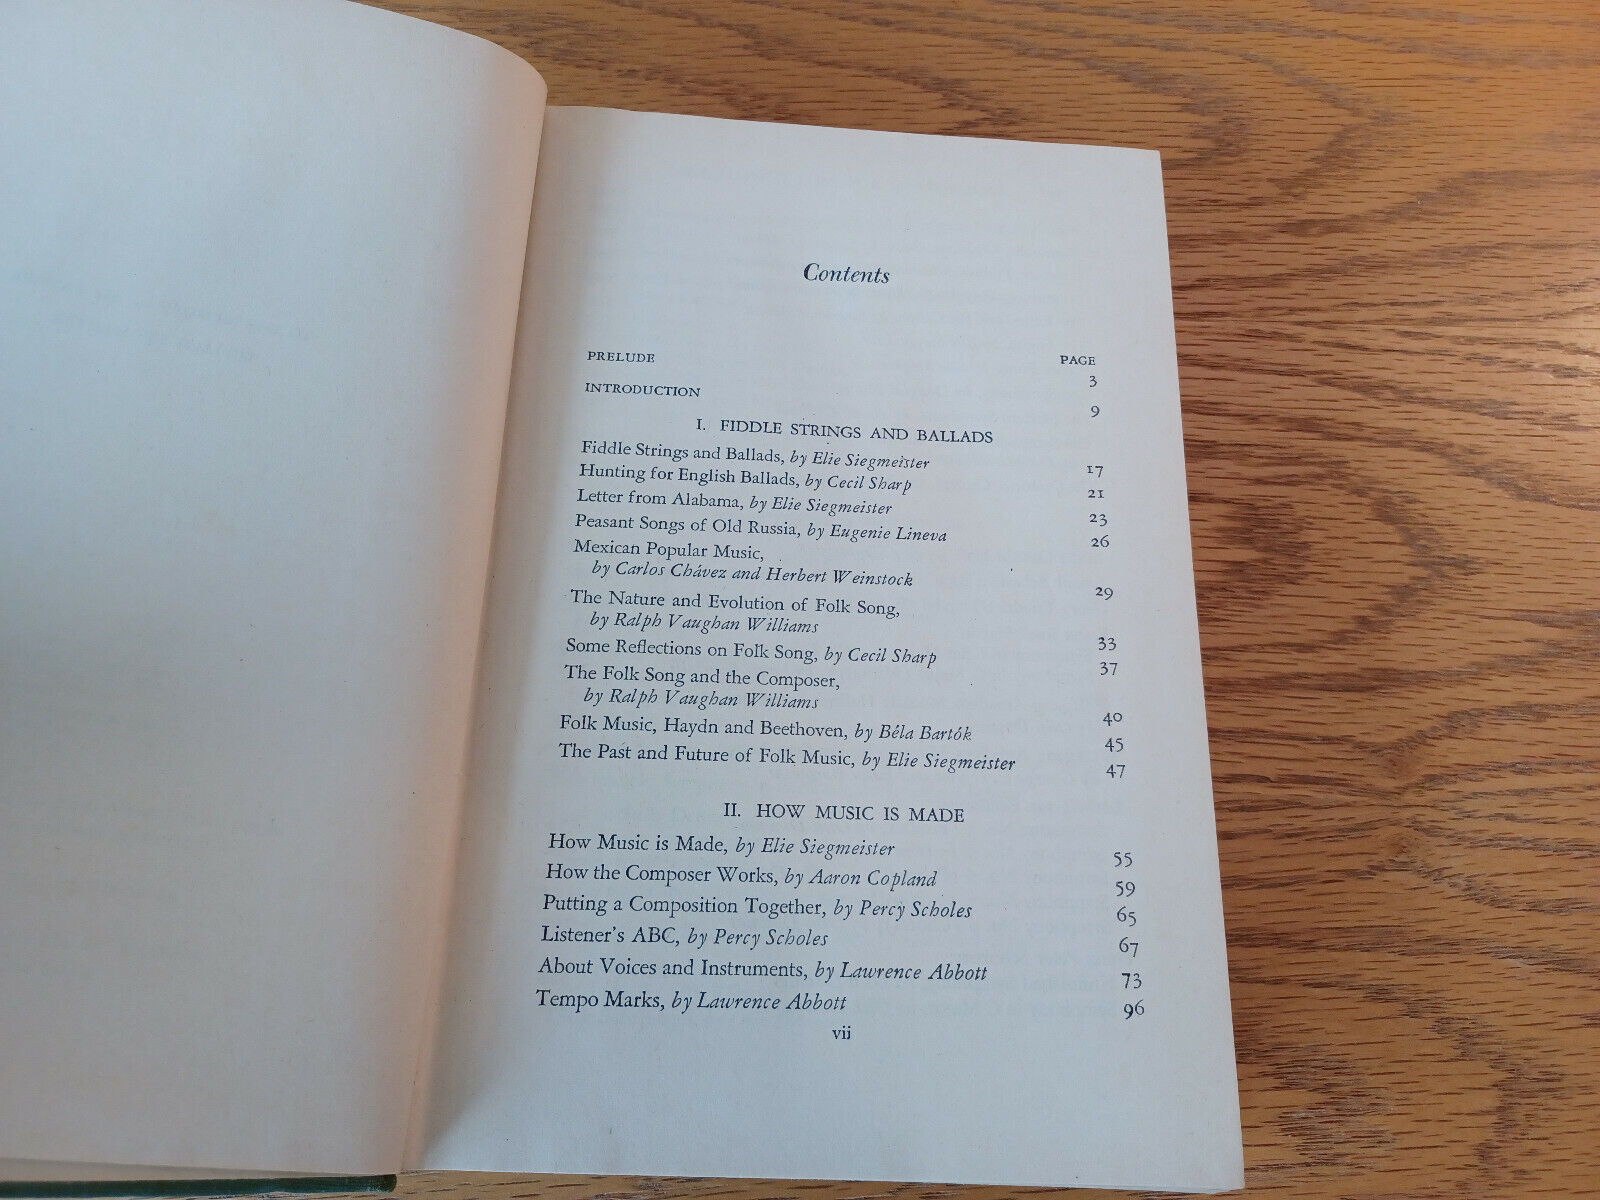 Contents
PRELUDE PAGE
3
INTRODUCTION 9
I. FIDDLE STRINGS AND BALLADS
Fiddle Strings and Ballads, by Elie Siegmeister 17
Hunting for English Ballads, by Cecil Sharp 21
Letter from Alabama, by Elie Siegmeister 23
Peasant Songs of Old Russia, by Eugenie Lineva 26
Mexican Popular Music,
by Carlos Chávez and Herbert Weinstock 29
The Nature and Evolution of Folk Song,
by Ralph Vaughan Williams 33
Some Reflections on Folk Song, by Cecil Sharp 37
The Folk Song and the Composer,
by Ralph Vaughan Williams 40
Folk Music, Haydn and Beethoven, by Béla Bartók 45
The Past and Future of Folk Music, by Elie Siegmeister 47
II. HOW MUSIC IS MADE
How Music is Made, by Elie Siegmeister 55
How the Composer Works, by Aaron Copland 59
Putting a Composition Together, by Percy Scholes 65
Listener's ABC, by Percy Scholes 67
About Voices and Instruments, by Lawrence Abbott 73
Tempo Marks, by Lawrence Abbott 96
vii